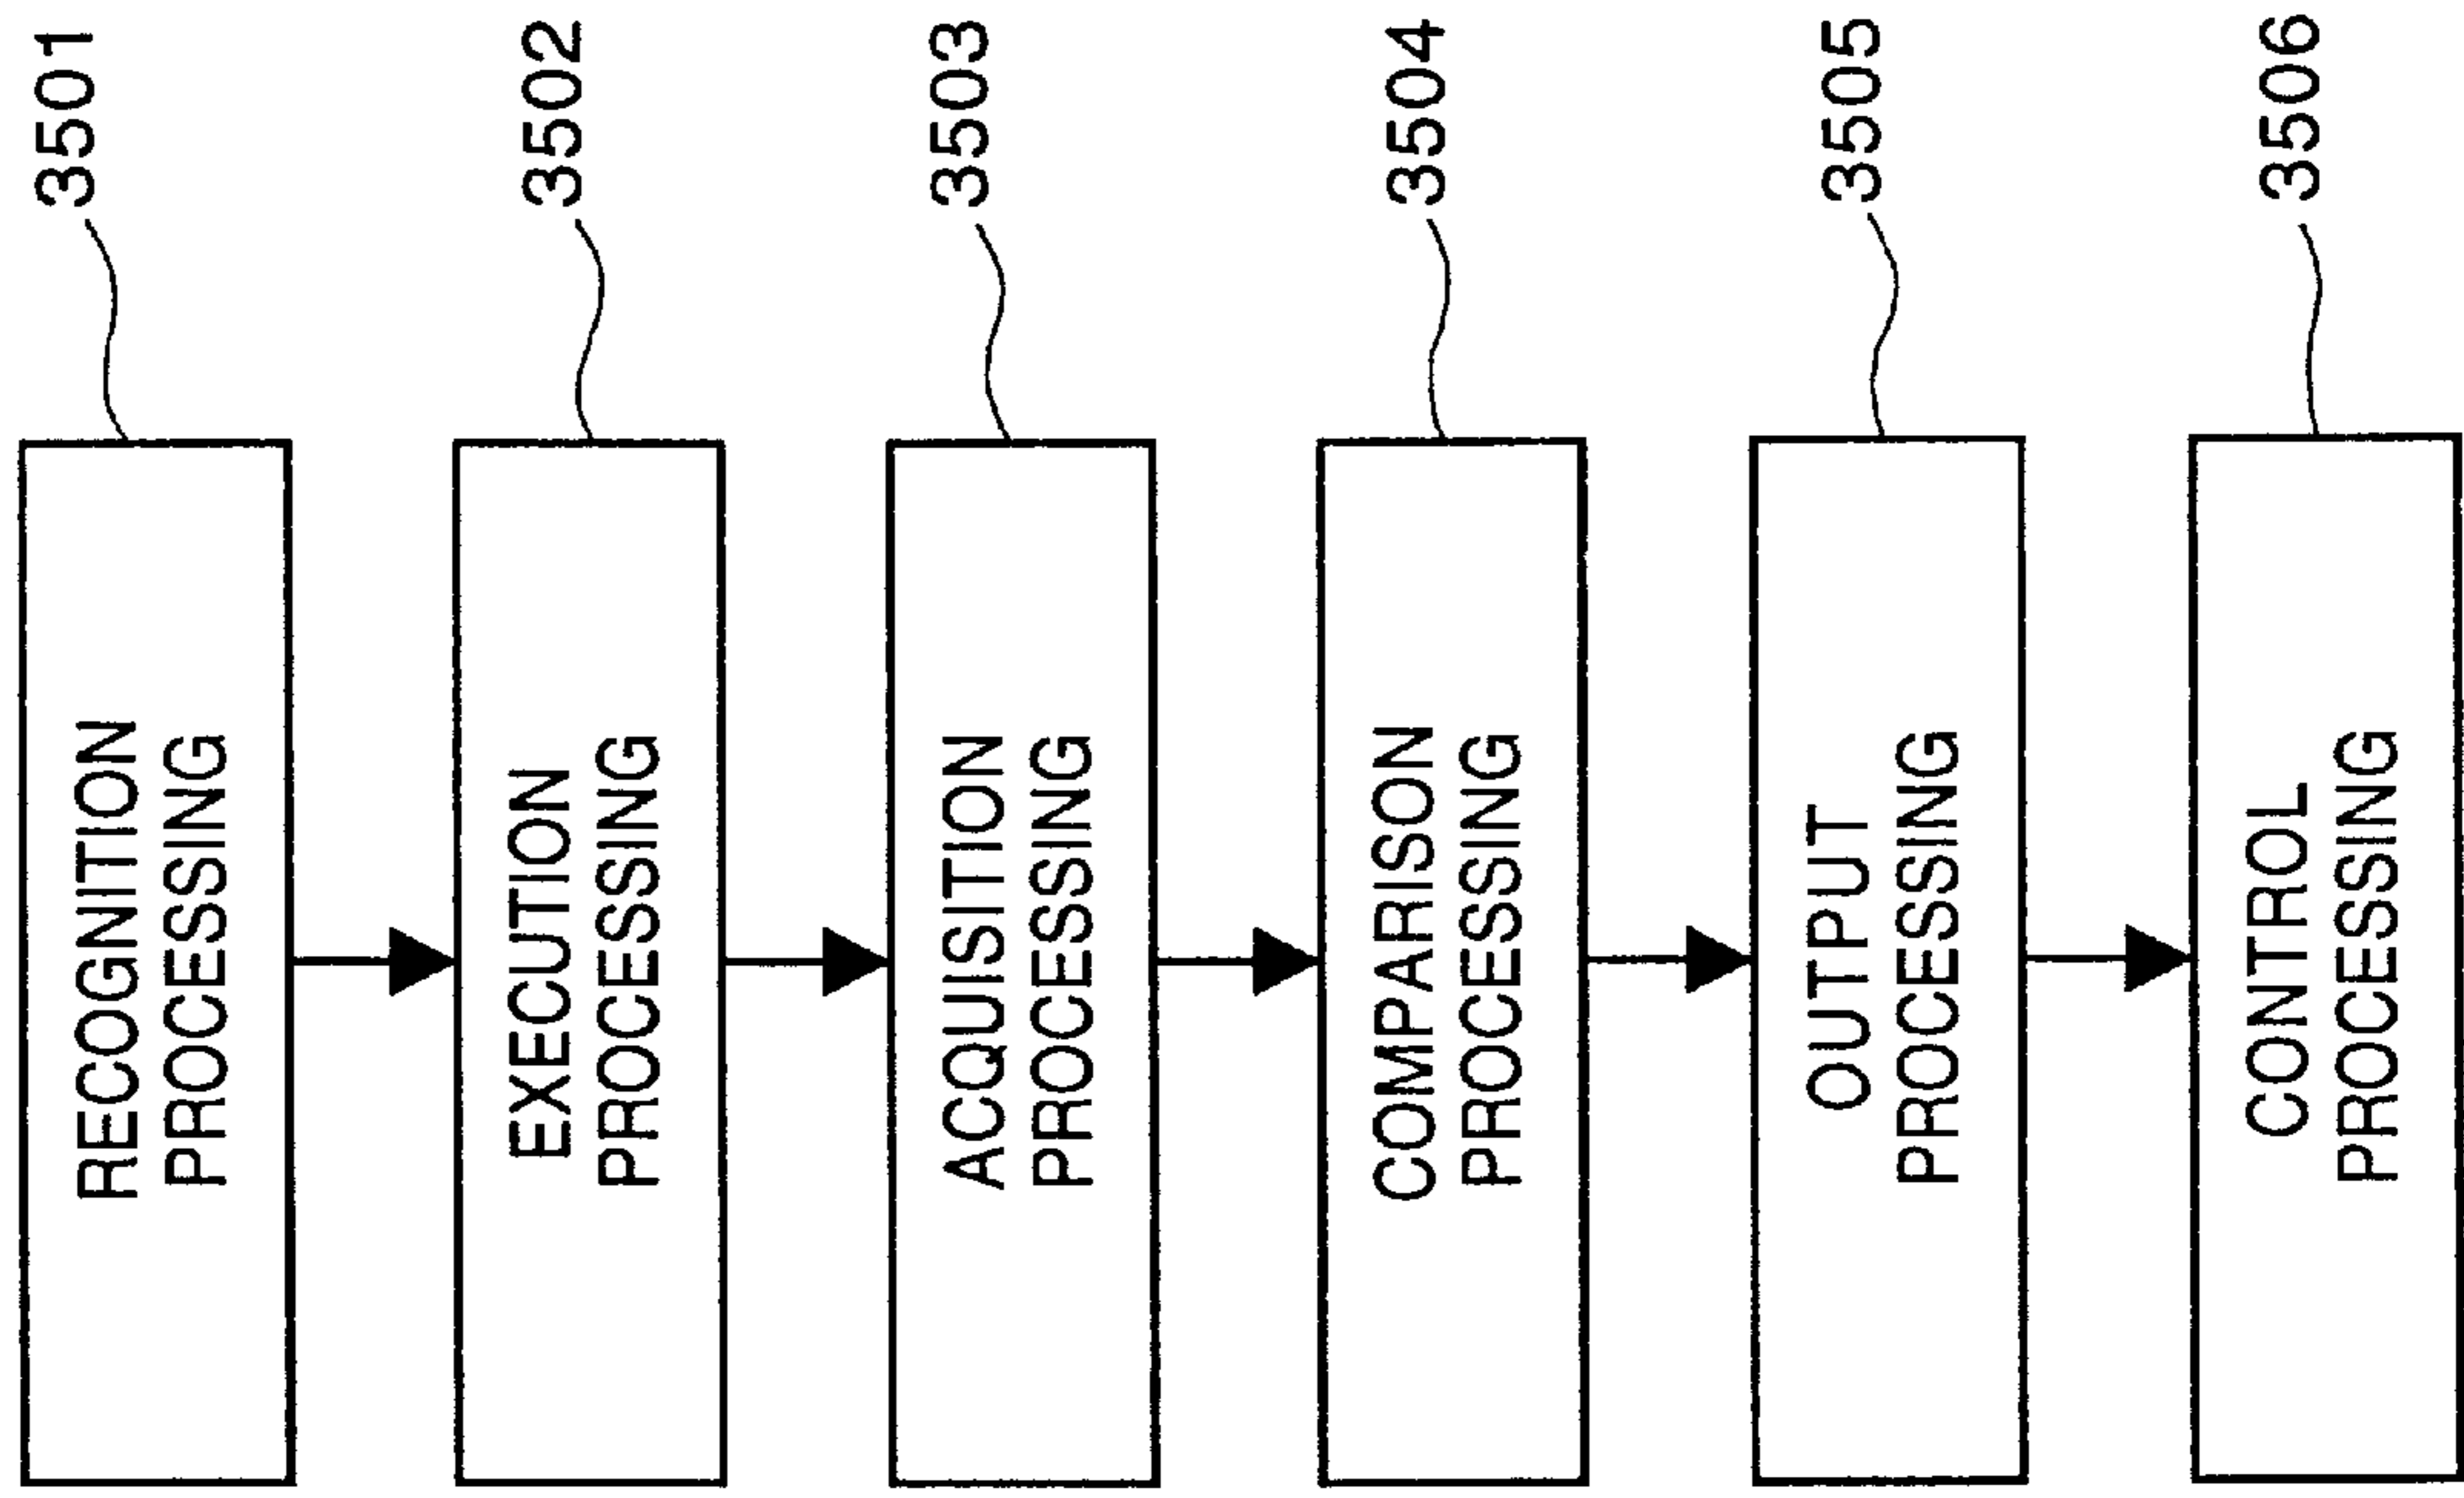 RECOGNITION
PROCESSING
3501
EXECUTION
PROCESSING
3502
ACQUISITION
PROCESSING
3503
COMPARISON
PROCESSING
3504
OUTPUT
PROCESSING
3505
CONTROL
PROCESSING
3506